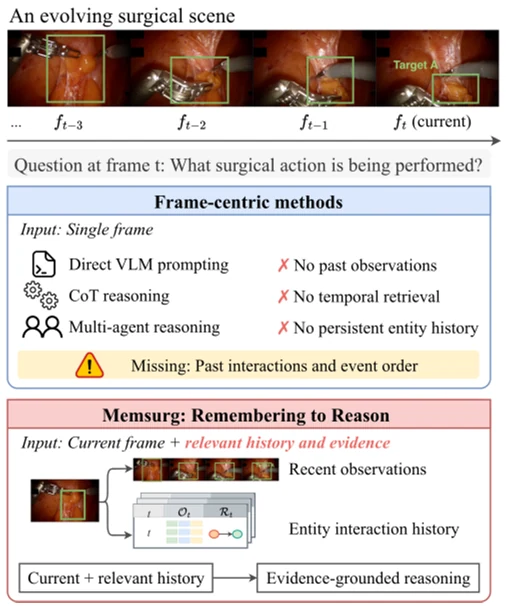 An evolving surgical scene
Target A
... f_{t-3} f_{t-2} f_{t-1} f_t (current)
Question at frame t: What surgical action is being performed?
Frame-centric methods
Input: Single frame
Direct VLM prompting ✗ No past observations
CoT reasoning ✗ No temporal retrieval
Multi-agent reasoning ✗ No persistent entity history
Missing: Past interactions and event order
Memsurg: Remembering to Reason
Input: Current frame + relevant history and evidence
Recent observations
t O_t R_t
t
Entity interaction history
Current + relevant history Evidence-grounded reasoning